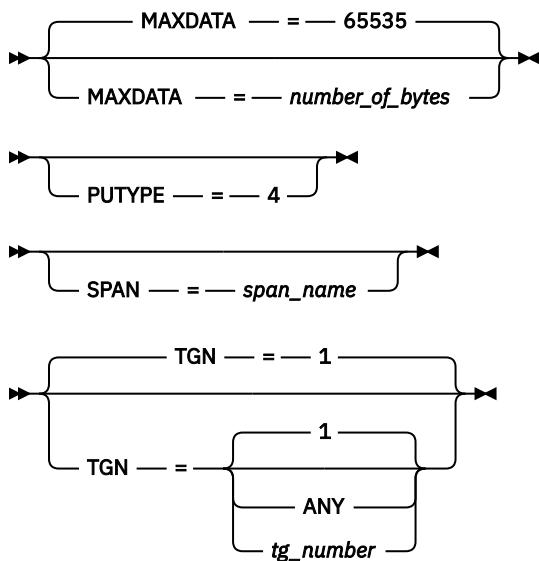 MAXDATA = 65535
MAXDATA = number_of_bytes
PUTYPE = 4
SPAN = span_name
TGN = 1
1
TGN =
ANY
tg_number